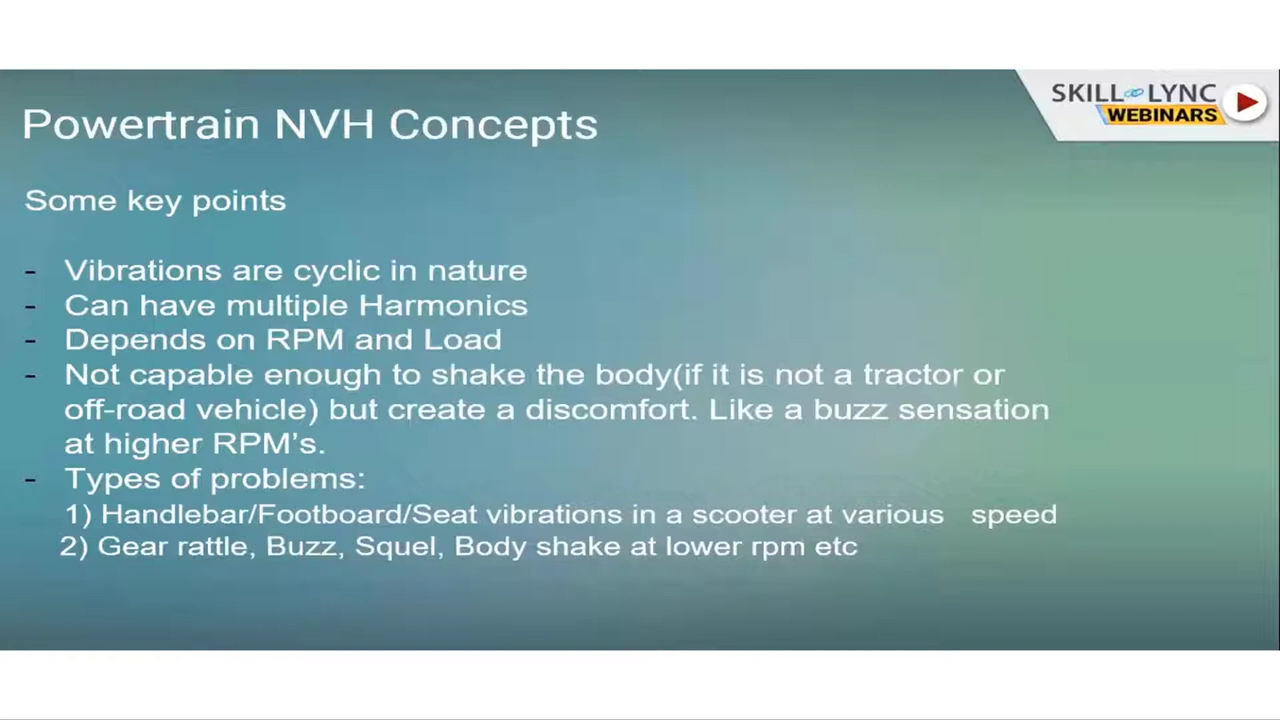 SKILL LYNC
WEBINARS
Powertrain NVH Concepts
Some key points
- Vibrations are cyclic in nature
- Can have multiple Harmonics
- Depends on RPM and Load
- Not capable enough to shake the body(if it is not a tractor or
off-road vehicle) but create a discomfort. Like a buzz sensation
at higher RPM's.
- Types of problems:
1) Handlebar/Footboard/Seat vibrations in a scooter at various speed
2) Gear rattle, Buzz, Squel, Body shake at lower rpm etc